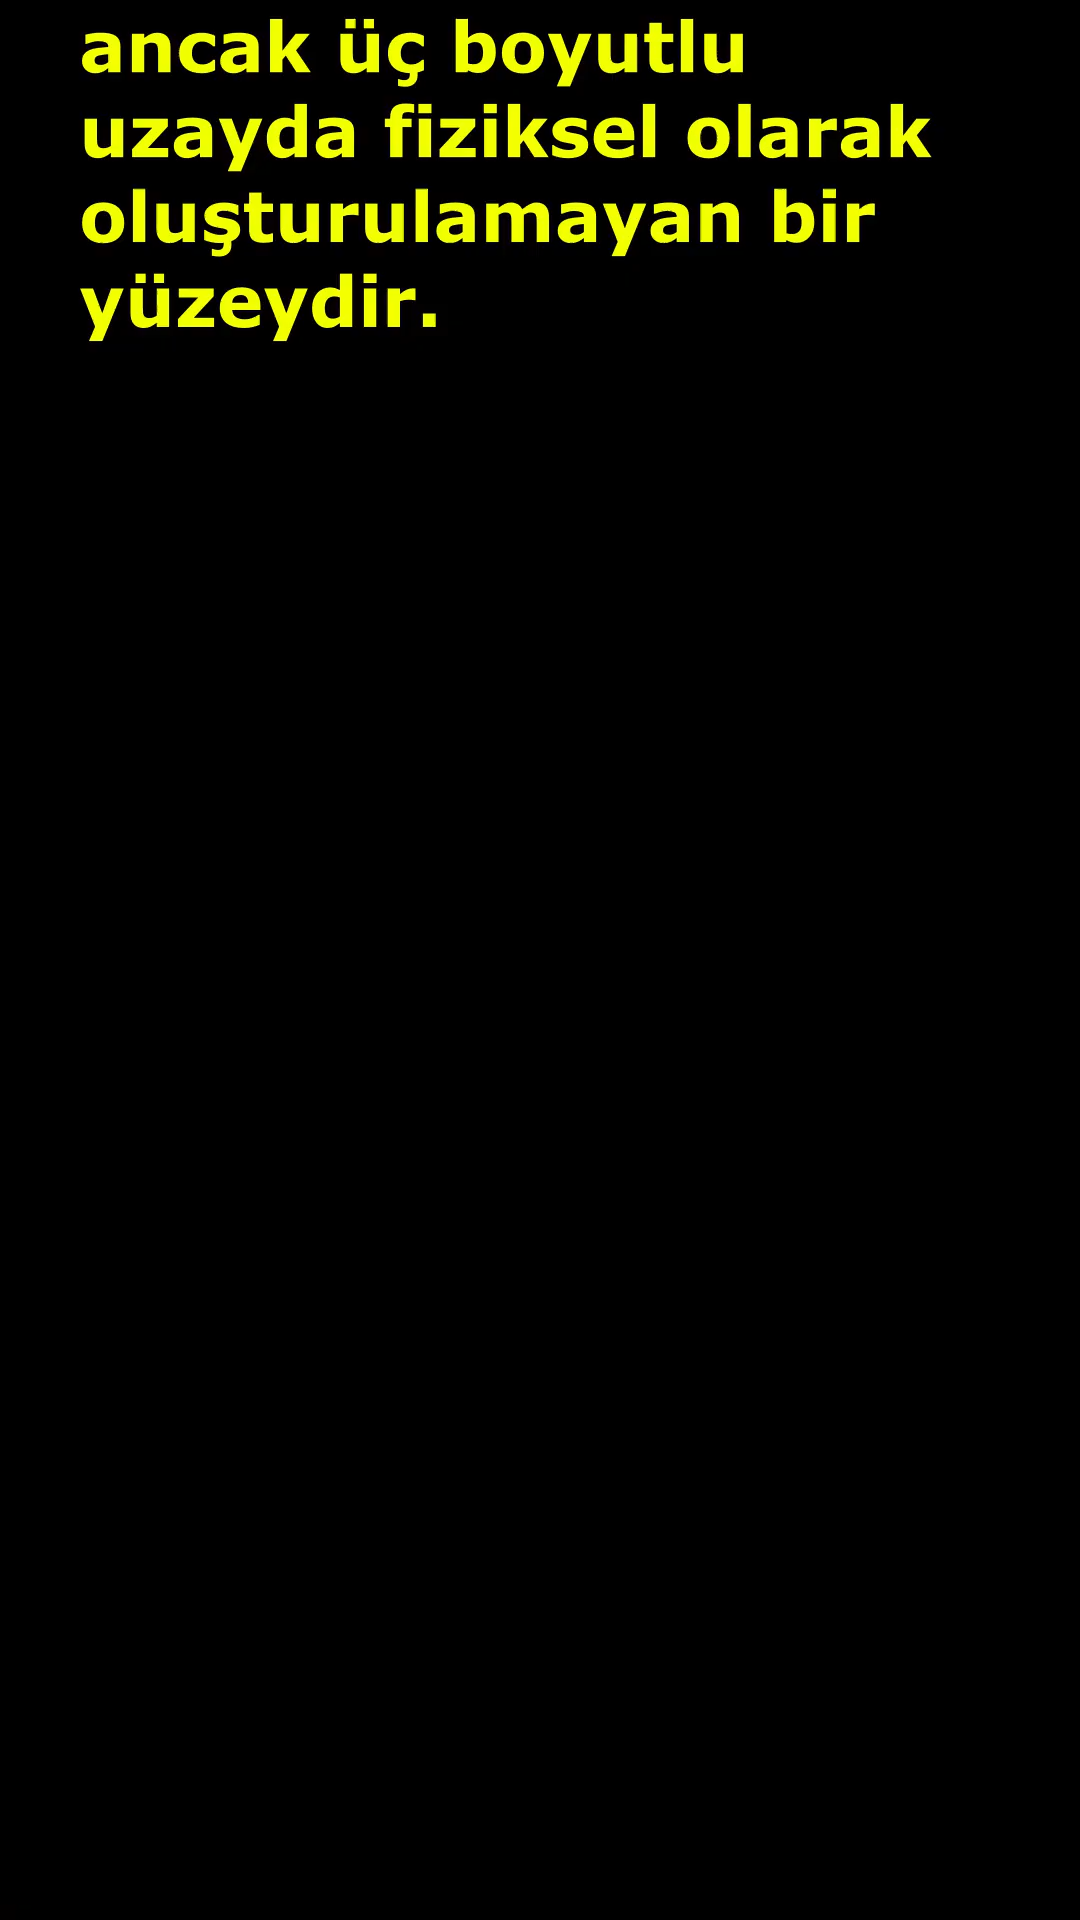 ancak üç boyutlu
uzayda fiziksel olarak
oluşturulamayan bir
yüzeydir.